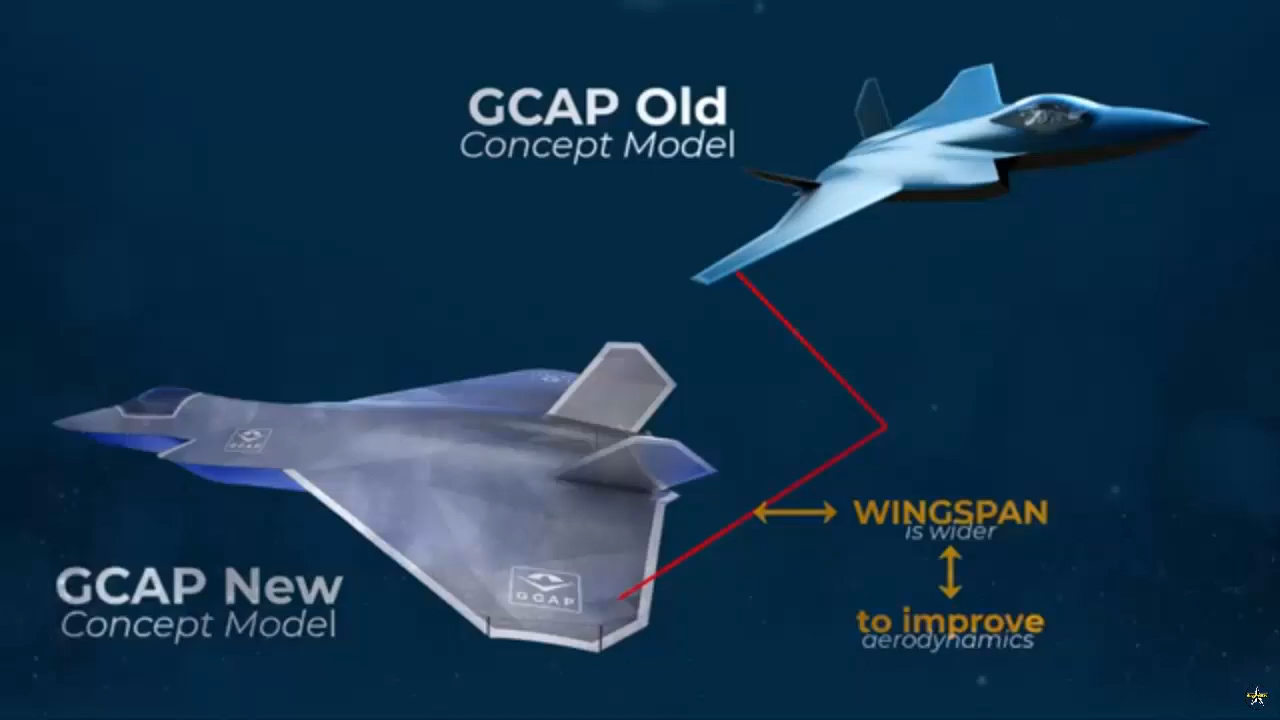 GCAP Old
Concept Model
GCAP
GCAP
WINGSPAN
is wider
GCAP New
Concept Model
to improve
aerodynamics